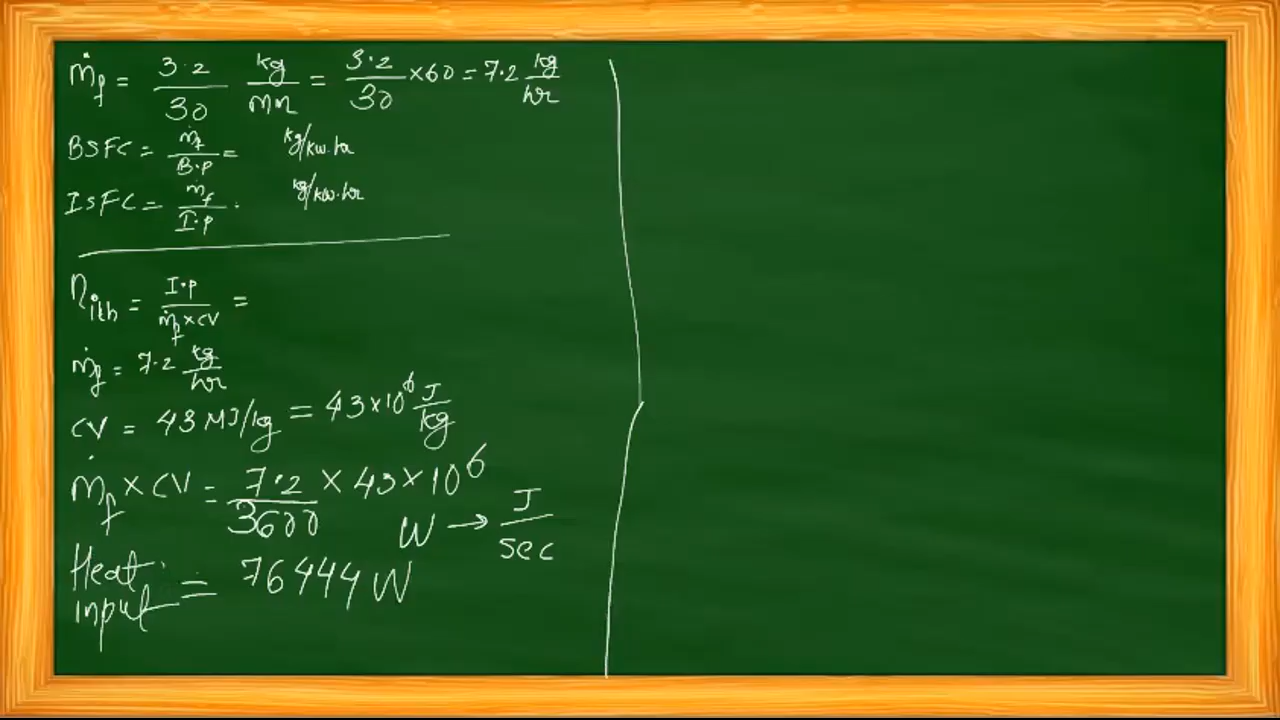 ṁf = 3.2/30 kg/min = 3.2/30 × 60 = 7.2 kg/hr
BSFC = ṁf/B.P = kg/kw.hr
ISFC = ṁf/I.P . kg/kw.hr
ηith = I.P/ṁf×CV =
ṁf = 7.2 kg/hr
CV = 43 MJ/kg = 43×10⁶ J/kg
ṁf × CV = 7.2/3600 × 43 × 10⁶
W → J/sec
Heat input = 76444 W